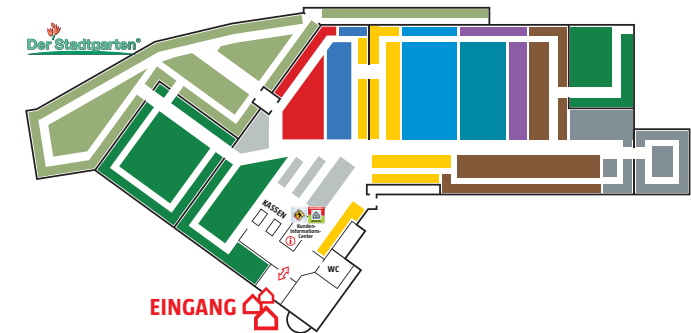 Der Stadtgarten®
KASSEN
Kunden-
Informations-
Center
i
WC
EINGANG